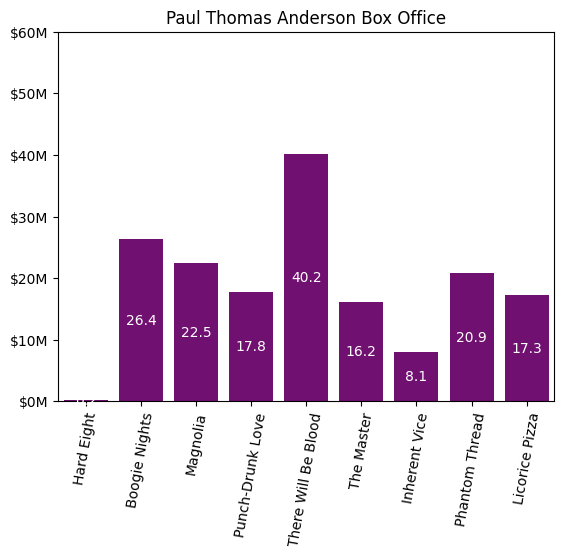 Paul Thomas Anderson Box Office
$60M
$50M
$40M
$30M
$20M
$10M
$0M
26.4
22.5
17.8
40.2
16.2
8.1
20.9
17.3
Hard Eight
Boogie Nights
Magnolia
Punch-Drunk Love
There Will Be Blood
The Master
Inherent Vice
Phantom Thread
Licorice Pizza